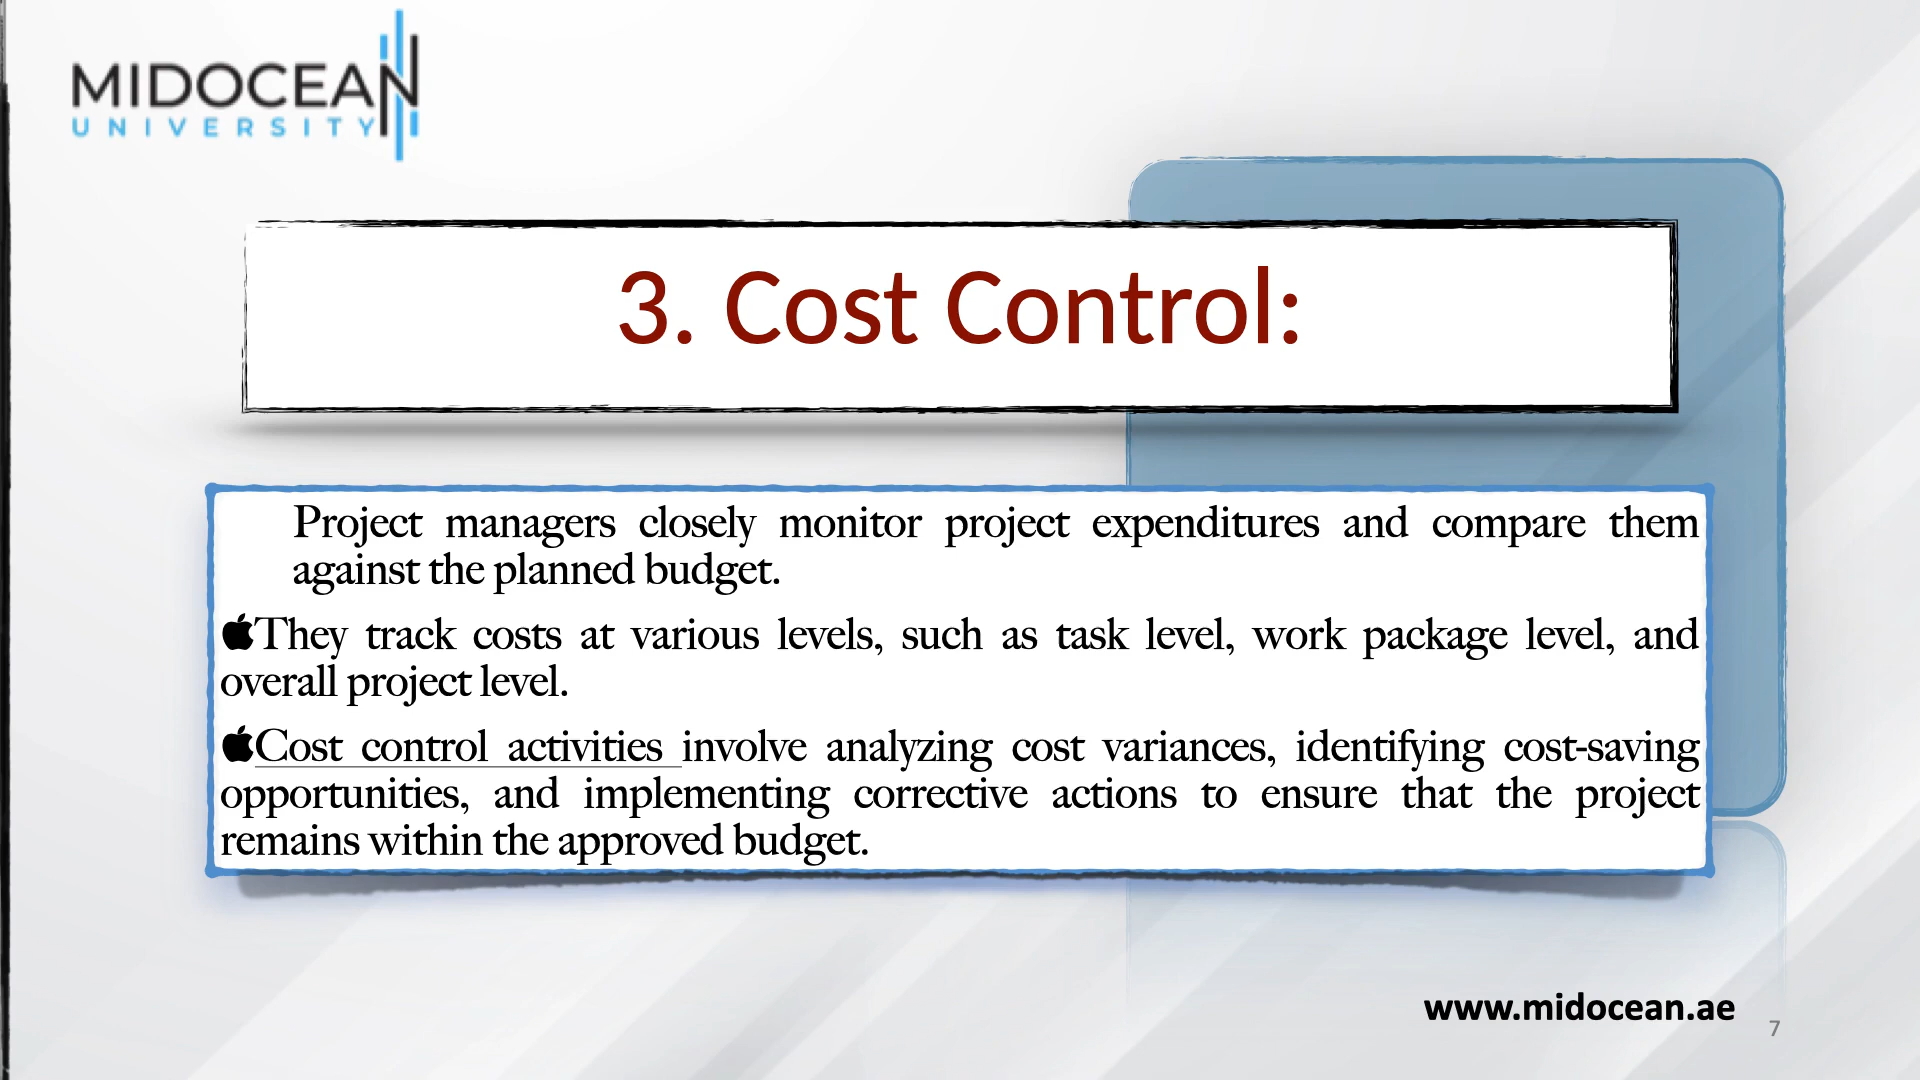 MIDOCEAN
UNIVERSITY
3. Cost Control:
Project managers closely monitor project expenditures and compare them
against the planned budget.
They track costs at various levels, such as task level, work package level, and
overall project level.
Cost control activities involve analyzing cost variances, identifying cost-saving
opportunities, and implementing corrective actions to ensure that the project
remains within the approved budget.
www.midocean.ae
7